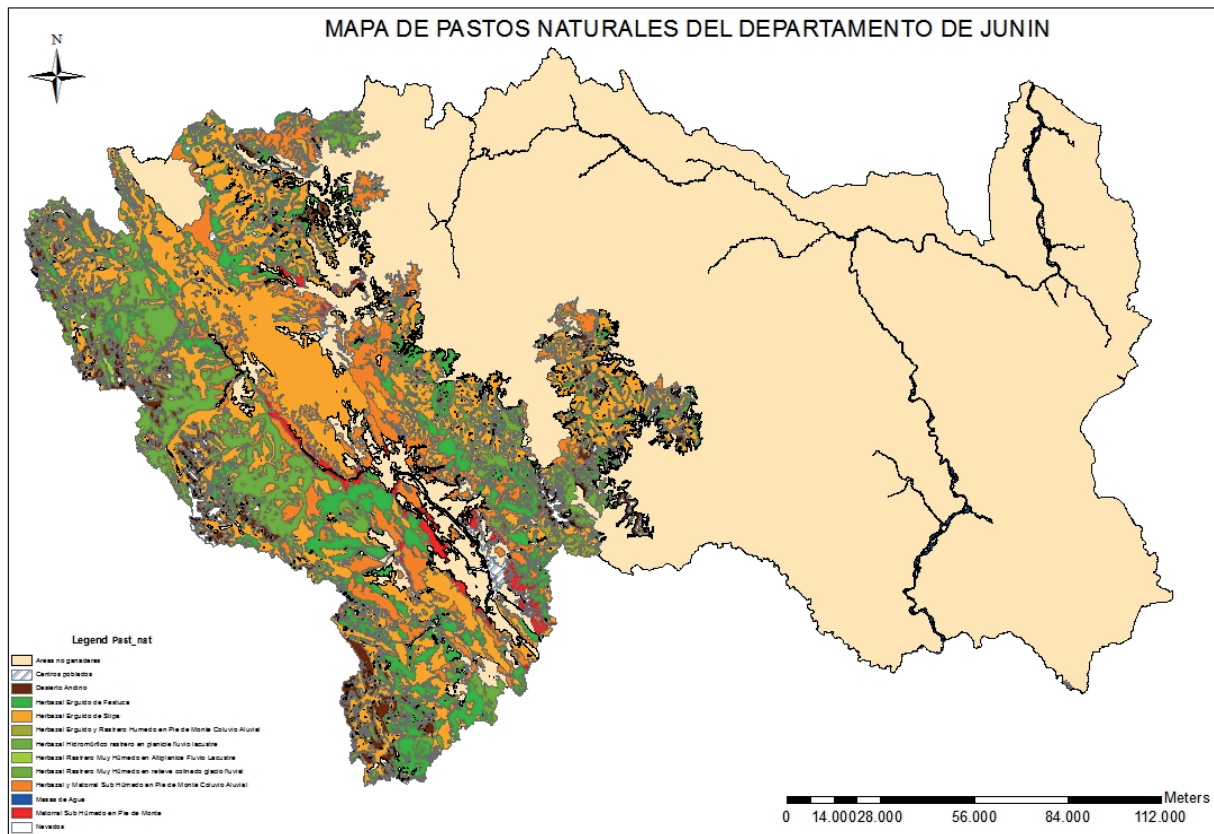 MAPA DE PASTOS NATURALES DEL DEPARTAMENTO DE JUNIN
N
Legend Past_nat
Areas no ganaderas
Centros poblados
Desierto Andino
Herbazal Erguido de Festuca
Herbazal Erguido de Stipa
Herbazal Erguido y Rastrero Humedo en Pie de Monte Coluvio Aluvial
Herbazal Hidromórfico rastrero en planicie fluvio lacustre
Herbazal Rastrero Muy Húmedo en Altiplanice Fluvio Lacustre
Herbazal Rastrero Muy Húmedo en relieve colinado glacio fluvial
Herbazal y Matorral Sub Húmedo en Pie de Monte Coluvio Aluvial
Masas de Agua
Matorral Sub Húmedo en Pie de Monte
Nevados
Meters
0 14.000 28.000 56.000 84.000 112.000